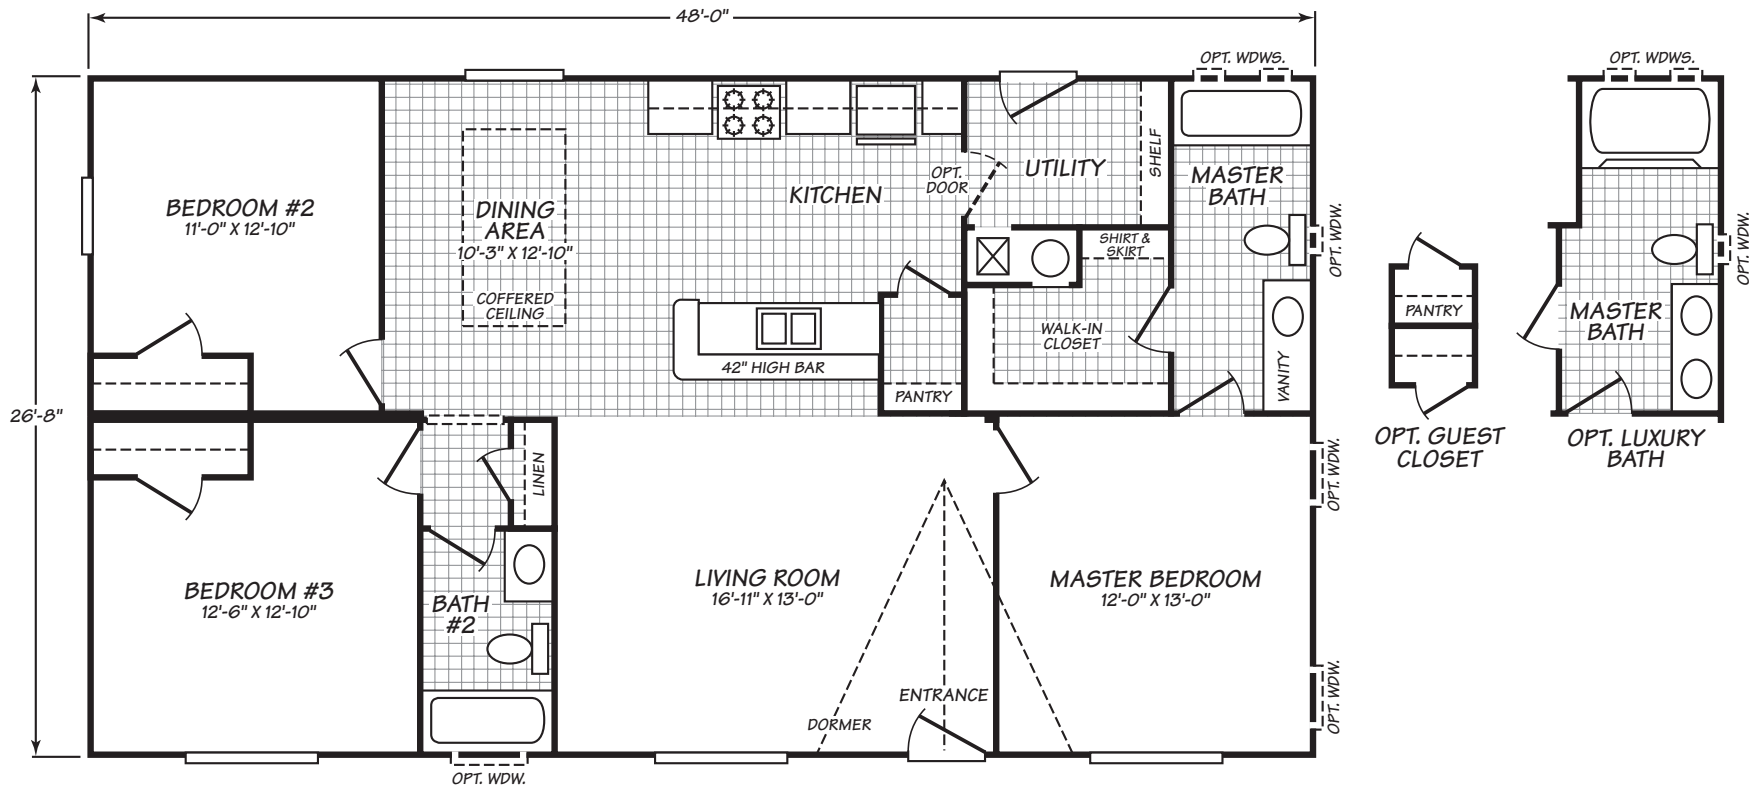 48'-0"
OPT. WDWS.
OPT. WDWS.
BEDROOM #2
11'-0" X 12'-10"
DINING
AREA
10'-3" X 12'-10"
COFFERED
CEILING
KITCHEN
OPT.
DOOR
UTILITY
SHELF
MASTER
BATH
OPT. WDW.
SHIRT &
SKIRT
WALK-IN
CLOSET
VANITY
42" HIGH BAR
PANTRY
PANTRY
OPT. GUEST
CLOSET
OPT. WDW.
MASTER
BATH
OPT. LUXURY
BATH
26'-8"
LINEN
OPT. WDW.
BEDROOM #3
12'-6" X 12'-10"
BATH
#2
LIVING ROOM
16'-11" X 13'-0"
MASTER BEDROOM
12'-0" X 13'-0"
ENTRANCE
DORMER
OPT. WDW.
OPT. WDW.